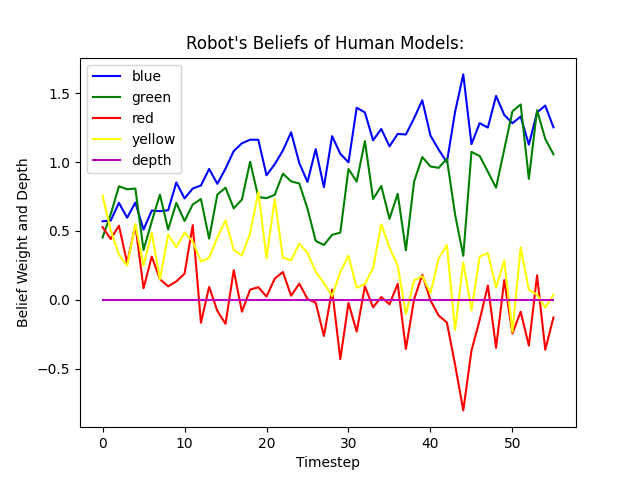 Robot's Beliefs of Human Models:
blue
green
red
yellow
depth
Belief Weight and Depth
1.5
1.0
0.5
0.0
−0.5
0 10 20 30 40 50
Timestep